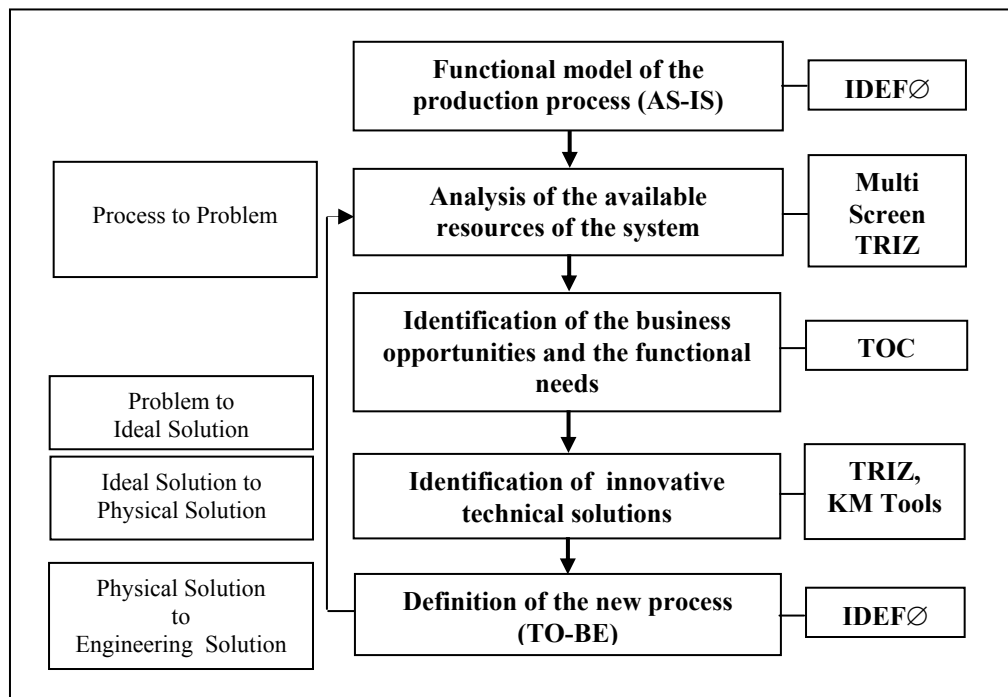 Functional model of the
production process (AS-IS)
IDEF∅
Process to Problem
Analysis of the available
resources of the system
Multi
Screen
TRIZ
Identification of the business
opportunities and the functional
needs
TOC
Problem to
Ideal Solution
Ideal Solution to
Physical Solution
Identification of innovative
technical solutions
TRIZ,
KM Tools
Physical Solution
to
Engineering Solution
Definition of the new process
(TO-BE)
IDEF∅